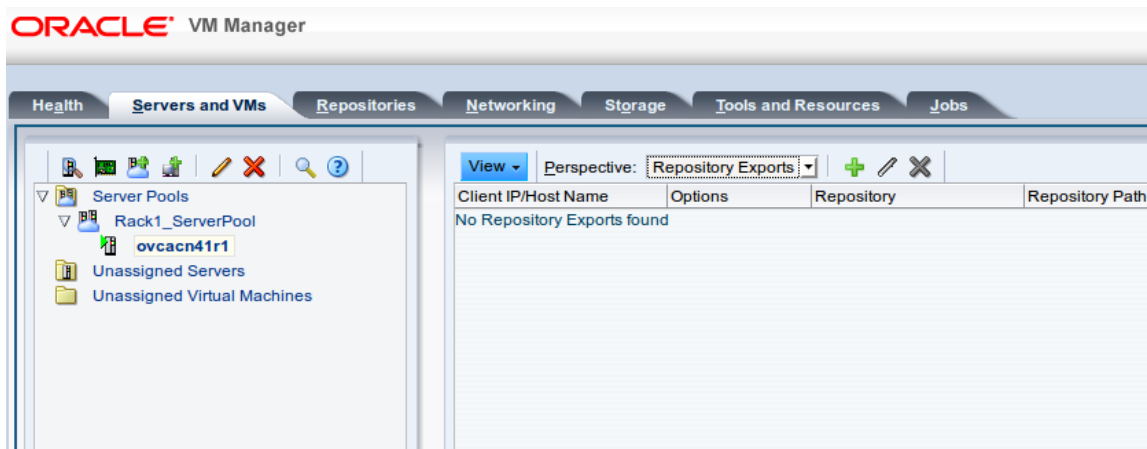 ORACLE VM Manager
Health Servers and VMs Repositories Networking Storage Tools and Resources Jobs
View Perspective: Repository Exports
Server Pools
Rack1_ServerPool
ovcacn41r1
Unassigned Servers
Unassigned Virtual Machines
Client IP/Host Name Options Repository Repository Path
No Repository Exports found